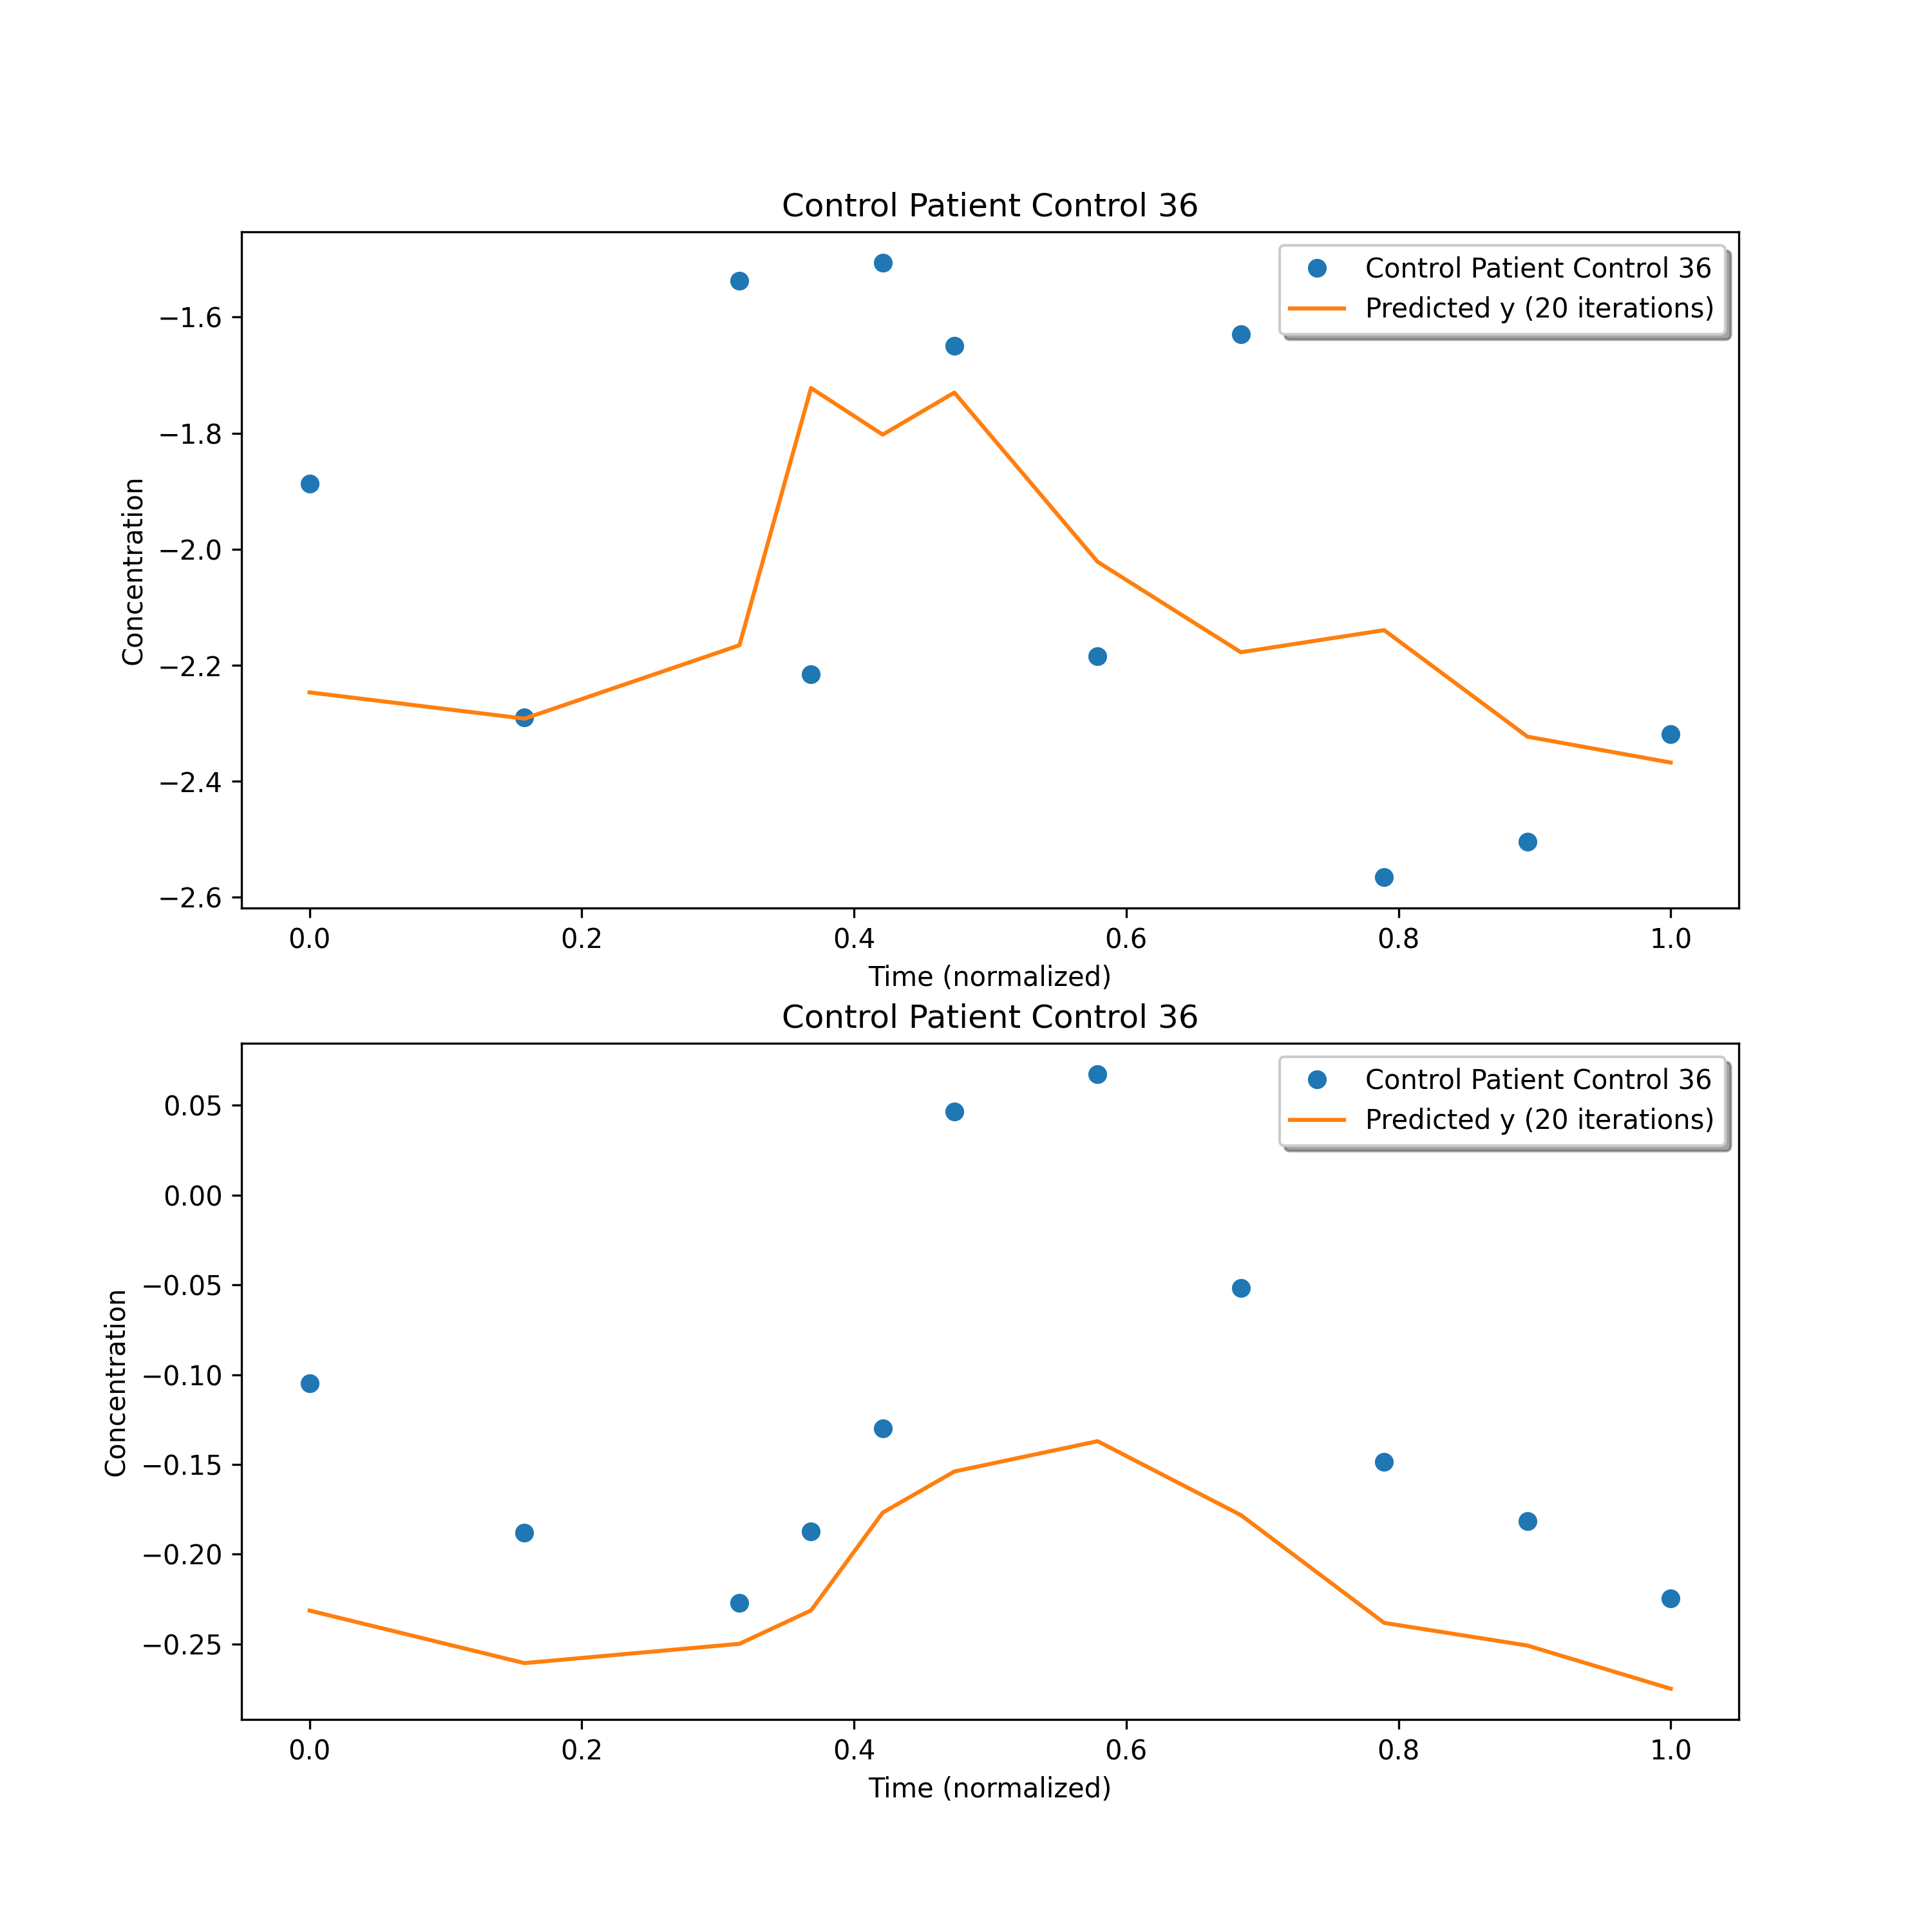 Control Patient Control 36
Control Patient Control 36
Predicted y (20 iterations)
−1.6
−1.8
−2.0
−2.2
−2.4
−2.6
Concentration
0.0 0.2 0.4 0.6 0.8 1.0
Time (normalized)
Control Patient Control 36
Control Patient Control 36
Predicted y (20 iterations)
0.05
0.00
−0.05
−0.10
−0.15
−0.20
−0.25
Concentration
0.0 0.2 0.4 0.6 0.8 1.0
Time (normalized)